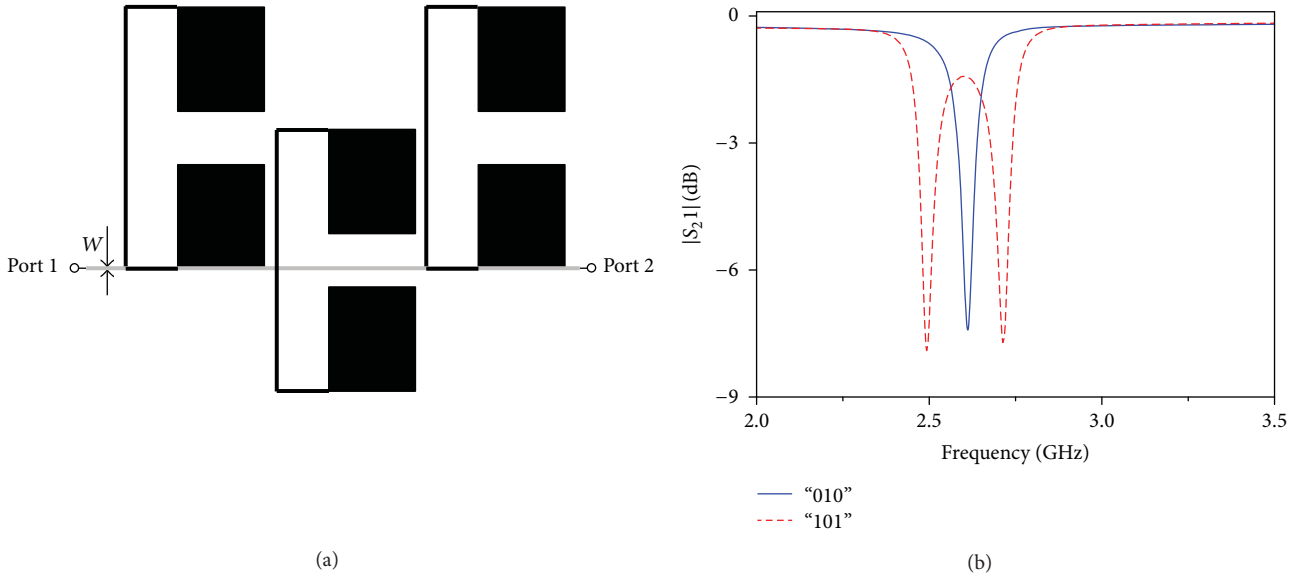 W
Port 1
Port 2
(a)
0
−3
−6
−9
|S₂1| (dB)
2.0
2.5
3.0
3.5
Frequency (GHz)
“010”
“101”
(b)